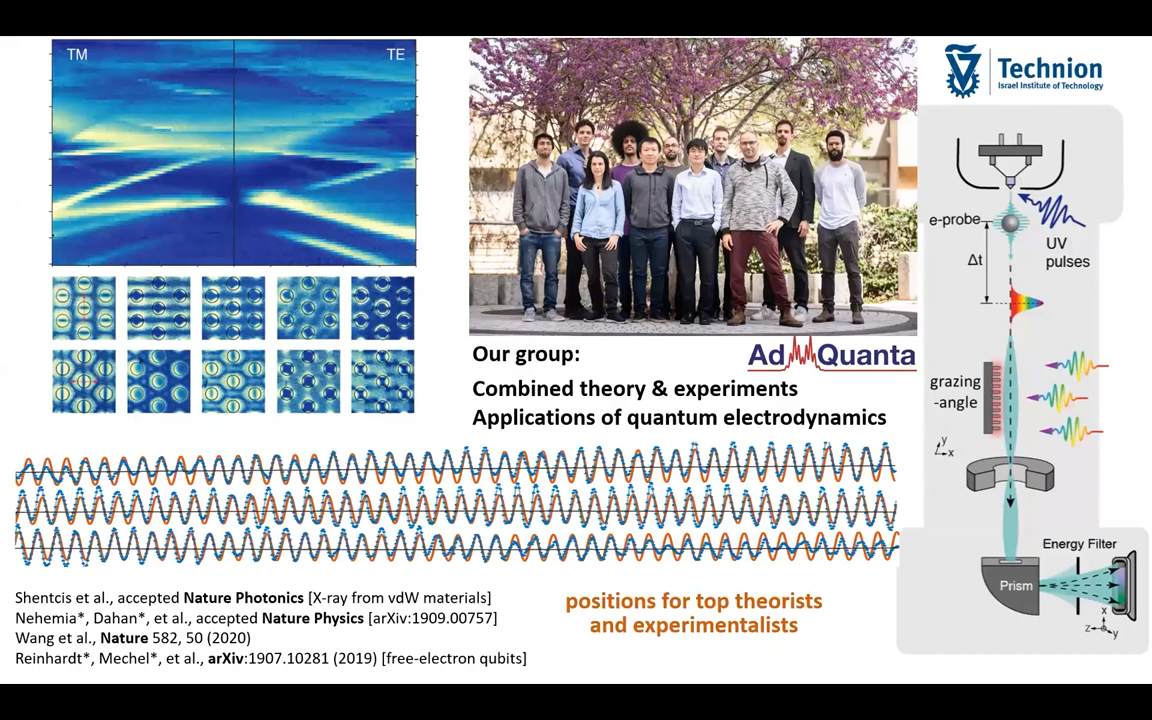 TM
TE
Technion
Israel Institute of Technology
e-probe
Δt
UV
pulses
grazing
-angle
y
x
Energy Filter
Prism
x
z
y
Our group:
AdQuanta
Combined theory & experiments
Applications of quantum electrodynamics
Shentcis et al., accepted Nature Photonics [X-ray from vdW materials]
Nehemia*, Dahan*, et al., accepted Nature Physics [arXiv:1909.00757]
Wang et al., Nature 582, 50 (2020)
Reinhardt*, Mechel*, et al., arXiv:1907.10281 (2019) [free-electron qubits]
positions for top theorists
and experimentalists